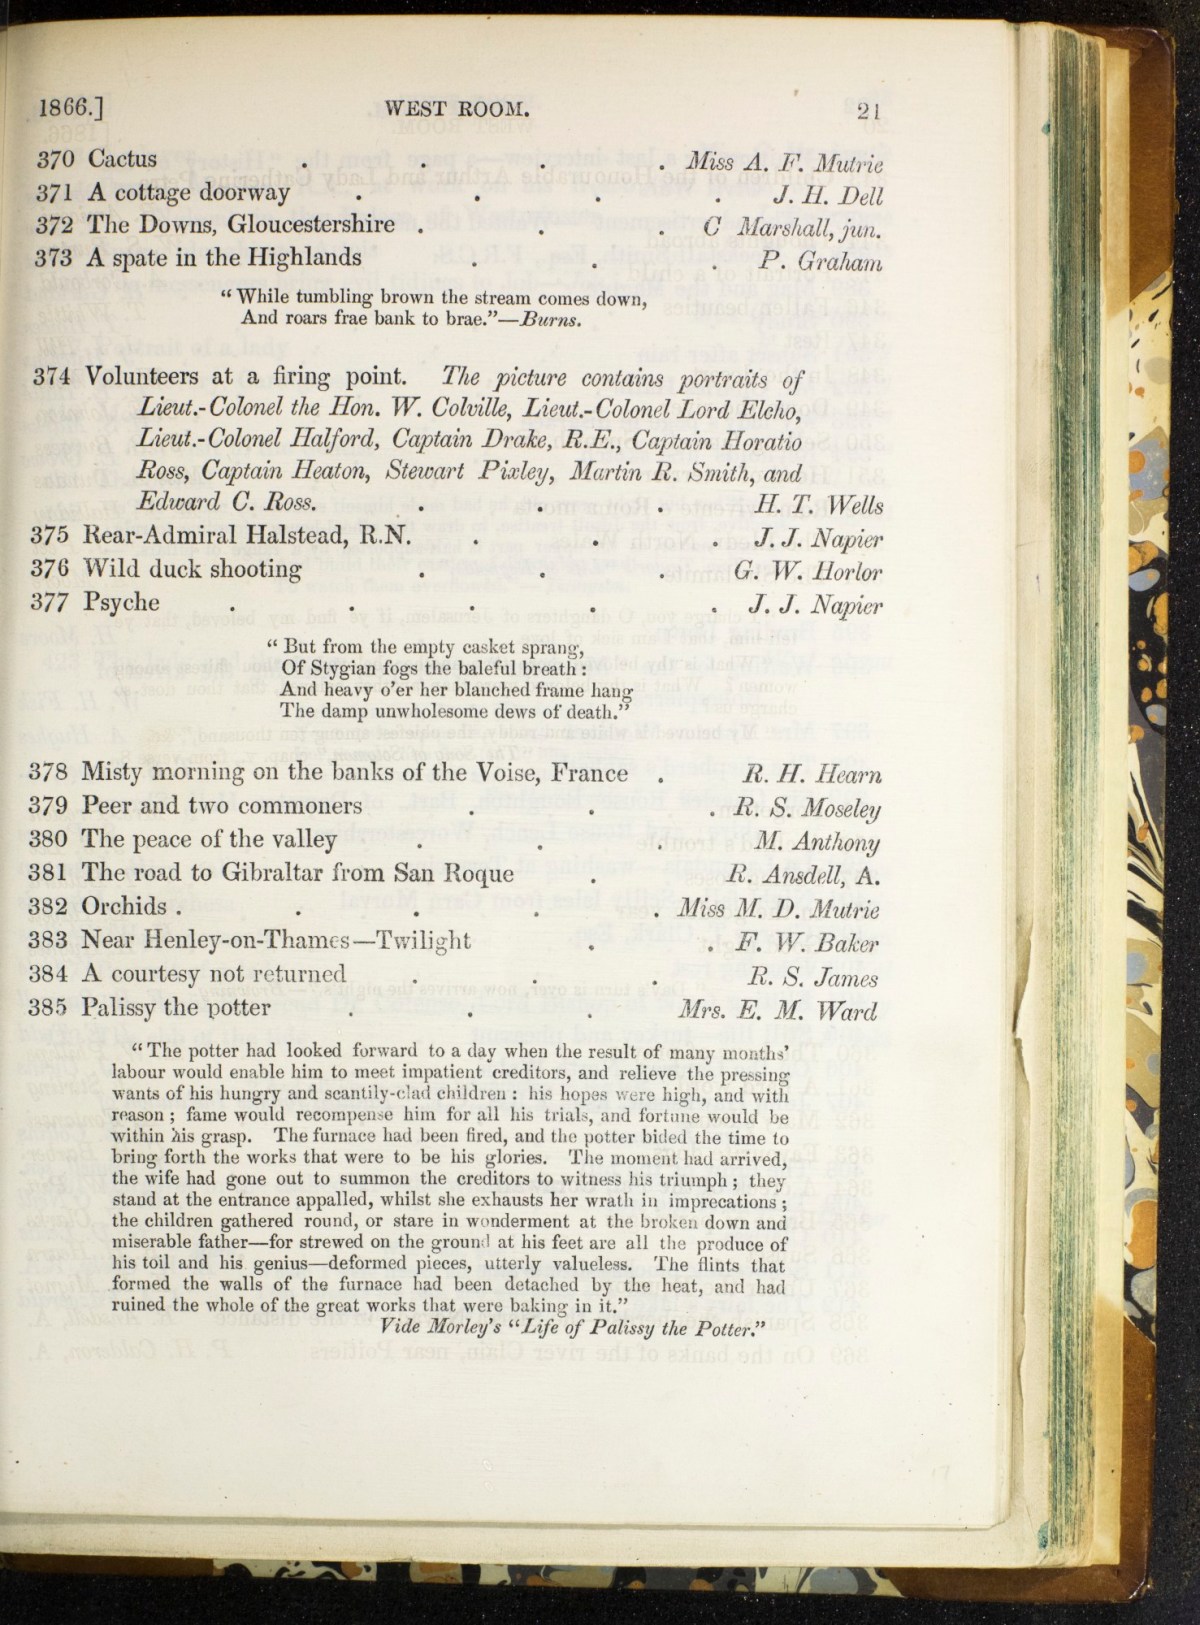 1866.] WEST ROOM. 21
370 Cactus . . . . Miss A. F. Mutrie
371 A cottage doorway . . . . J. H. Dell
372 The Downs, Gloucestershire . . . C Marshall, jun.
373 A spate in the Highlands . . . P. Graham
“While tumbling brown the stream comes down,
And roars frae bank to brae.”—Burns.
374 Volunteers at a firing point. The picture contains portraits of
Lieut.-Colonel the Hon. W. Colville, Lieut.-Colonel Lord Elcho,
Lieut.-Colonel Halford, Captain Drake, R.E., Captain Horatio
Ross, Captain Heaton, Stewart Pixley, Martin R. Smith, and
Edward C. Ross. . . . H. T. Wells
375 Rear-Admiral Halstead, R.N. . . . J. J. Napier
376 Wild duck shooting . . . G. W. Horlor
377 Psyche . . . . . J. J. Napier
“But from the empty casket sprang,
Of Stygian fogs the baleful breath :
And heavy o’er her blanched frame hang
The damp unwholesome dews of death.”
378 Misty morning on the banks of the Voise, France . R. H. Hearn
379 Peer and two commoners . . . R. S. Moseley
380 The peace of the valley . . . M. Anthony
381 The road to Gibraltar from San Roque . R. Ansdell, A.
382 Orchids . . . . . Miss M. D. Mutrie
383 Near Henley-on-Thames—Twilight . . F. W. Baker
384 A courtesy not returned . . . R. S. James
385 Palissy the potter . . . Mrs. E. M. Ward
“The potter had looked forward to a day when the result of many months’
labour would enable him to meet impatient creditors, and relieve the pressing
wants of his hungry and scantily-clad children : his hopes were high, and with
reason ; fame would recompense him for all his trials, and fortune would be
within his grasp. The furnace had been fired, and the potter bided the time to
bring forth the works that were to be his glories. The moment had arrived,
the wife had gone out to summon the creditors to witness his triumph ; they
stand at the entrance appalled, whilst she exhausts her wrath in imprecations ;
the children gathered round, or stare in wonderment at the broken down and
miserable father—for strewed on the ground at his feet are all the produce of
his toil and his genius—deformed pieces, utterly valueless. The flints that
formed the walls of the furnace had been detached by the heat, and had
ruined the whole of the great works that were baking in it.”
Vide Morley’s “Life of Palissy the Potter.”